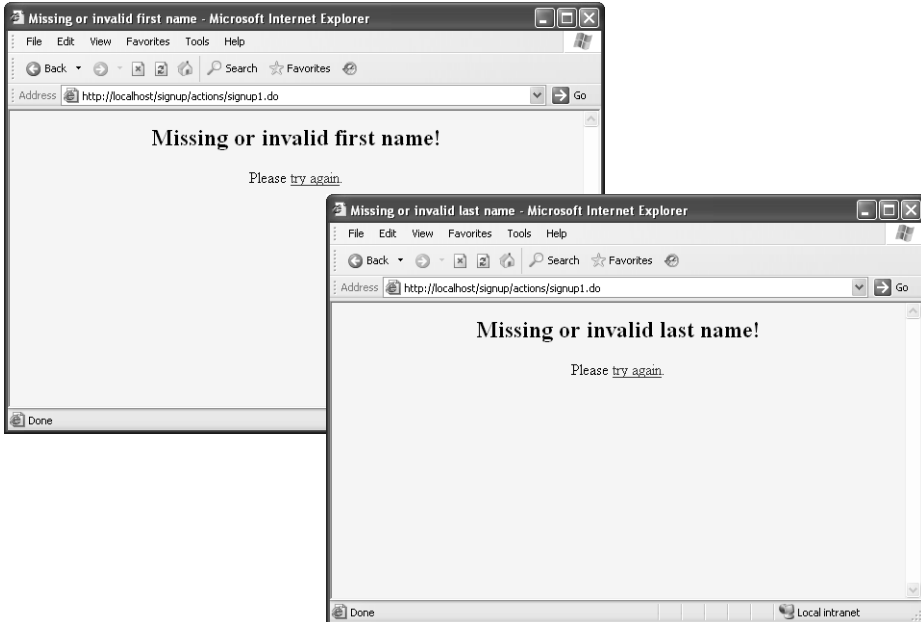 Missing or invalid first name - Microsoft Internet Explorer
File Edit View Favorites Tools Help
Back Search Favorites
Address http://localhost/signup/actions/signup1.do Go
Missing or invalid first name!
Please try again.
Done
Missing or invalid last name - Microsoft Internet Explorer
File Edit View Favorites Tools Help
Back Search Favorites
Address http://localhost/signup/actions/signup1.do Go
Missing or invalid last name!
Please try again.
Done Local intranet